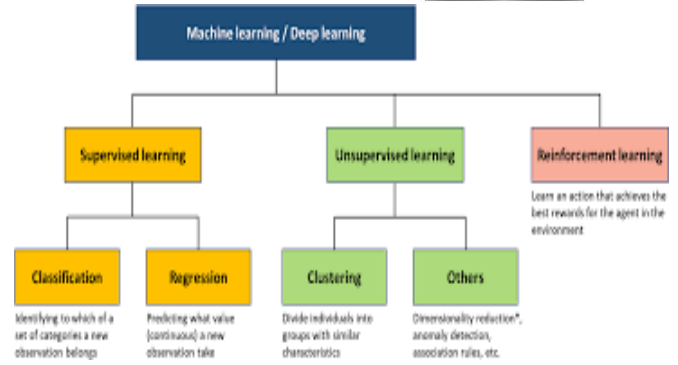 Machine learning / Deep learning
Supervised learning
Unsupervised learning
Reinforcement learning
Learn an action that achieves the
best rewards for the agent in the
environment
Classification
Regression
Clustering
Others
Identifying to which of a
set of categories a new
observation belongs
Predicting what value
(continuous) a new
observation take
Divide individuals into
groups with similar
characteristics
Dimensionality reduction*,
anomaly detection,
association rules, etc.